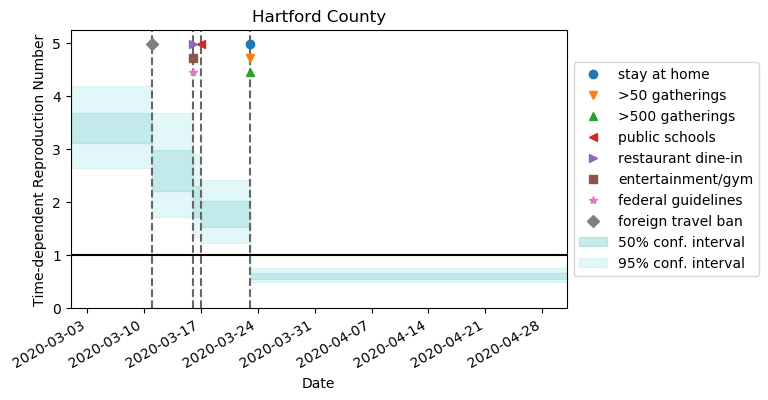 Hartford County
Time-dependent Reproduction Number
5
4
3
2
1
0
2020-03-03
2020-03-10
2020-03-17
2020-03-24
2020-03-31
2020-04-07
2020-04-14
2020-04-21
2020-04-28
Date
stay at home
>50 gatherings
>500 gatherings
public schools
restaurant dine-in
entertainment/gym
federal guidelines
foreign travel ban
50% conf. interval
95% conf. interval